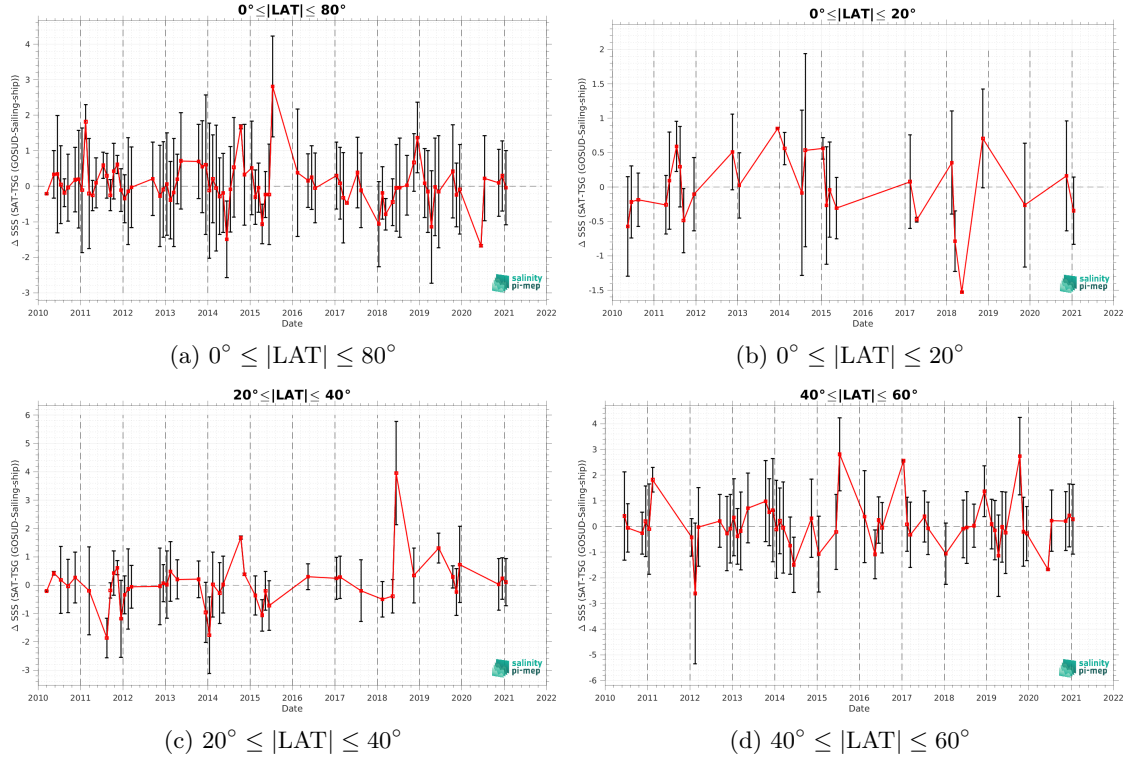 0°≤|LAT|≤ 80°
4
3
2
1
0
-1
-2
-3
Δ SSS (SAT-TSG (GOSUD-Sailing-ship))
2010 2011 2012 2013 2014 2015 2016 2017 2018 2019 2020 2021 2022
Date
salinity
pi-mep
(a) 0° ≤ |LAT| ≤ 80°
0°≤|LAT|≤ 20°
2
1.5
1
0.5
0
-0.5
-1
-1.5
Δ SSS (SAT-TSG (GOSUD-Sailing-ship))
2010 2011 2012 2013 2014 2015 2016 2017 2018 2019 2020 2021 2022
Date
salinity
pi-mep
(b) 0° ≤ |LAT| ≤ 20°
20°≤|LAT|≤ 40°
6
5
4
3
2
1
0
-1
-2
-3
Δ SSS (SAT-TSG (GOSUD-Sailing-ship))
2010 2011 2012 2013 2014 2015 2016 2017 2018 2019 2020 2021 2022
Date
salinity
pi-mep
(c) 20° ≤ |LAT| ≤ 40°
40°≤|LAT|≤ 60°
4
3
2
1
0
-1
-2
-3
-4
-5
-6
Δ SSS (SAT-TSG (GOSUD-Sailing-ship))
2010 2011 2012 2013 2014 2015 2016 2017 2018 2019 2020 2021 2022
Date
salinity
pi-mep
(d) 40° ≤ |LAT| ≤ 60°